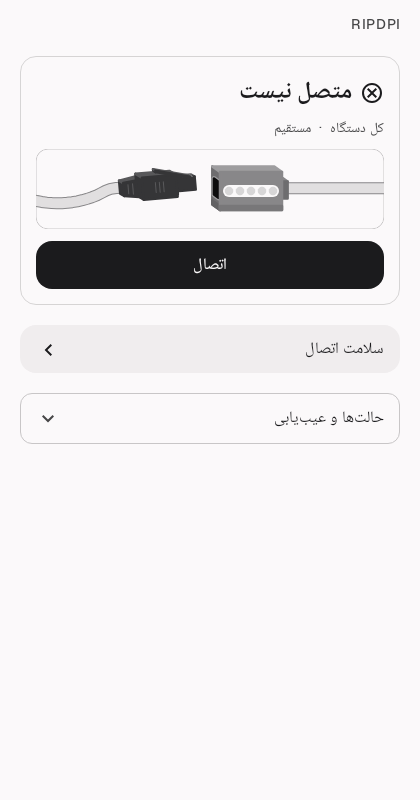 RIPDPI
متصل نیست
کل دستگاه · مستقیم
اتصال
سلامت اتصال
حالت‌ها و عیب‌یابی